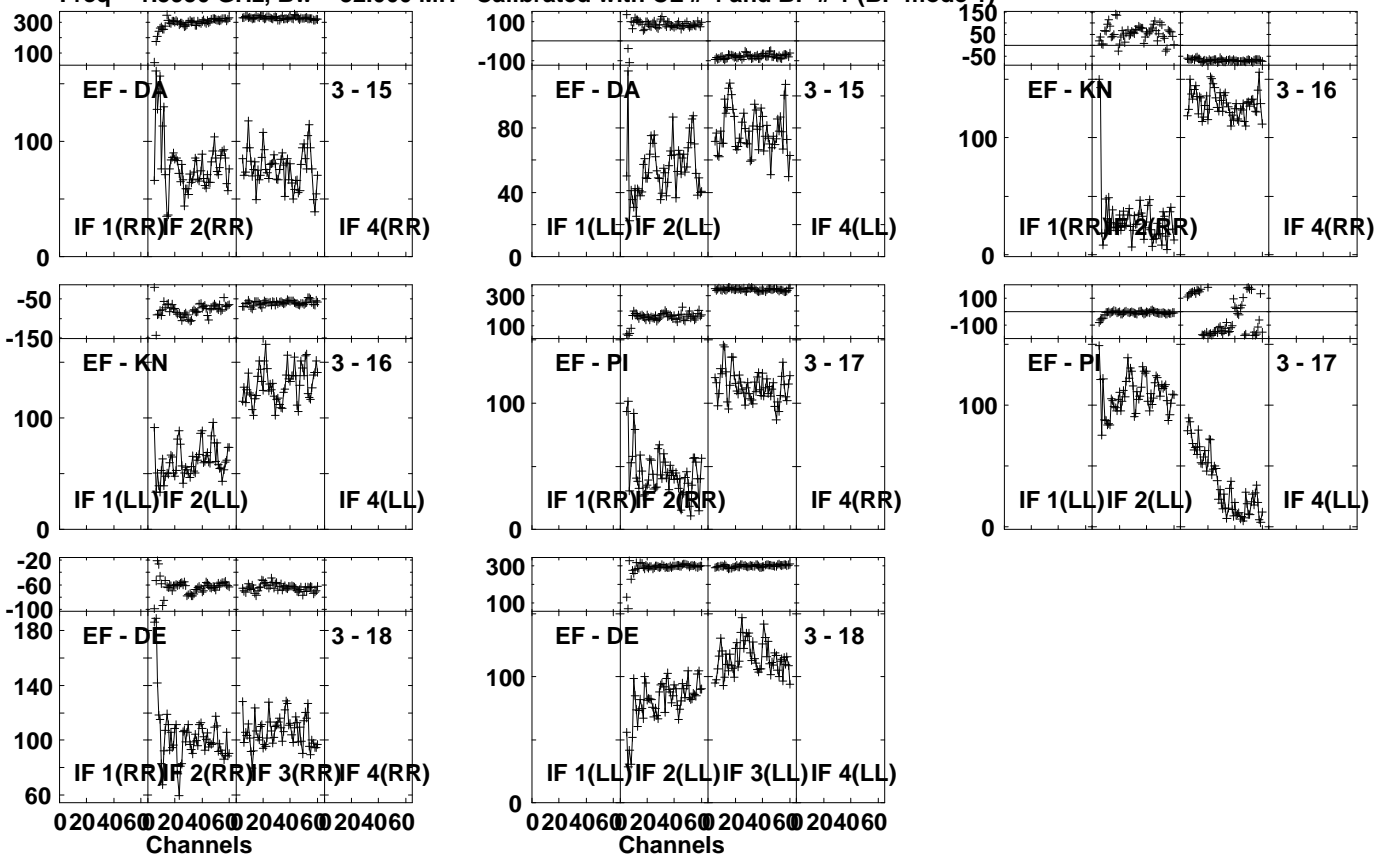 300
100
EF - DA
3 - 15
100
IF 1(RR)
IF 2(RR)
IF 4(RR)
0
100
-100
EF - DA
3 - 15
80
40
IF 1(LL)
IF 2(LL)
IF 4(LL)
0
150
50
-50
EF - KN
3 - 16
100
IF 1(RR)
IF 2(RR)
IF 4(RR)
0
-50
-150
EF - KN
3 - 16
100
IF 1(LL)
IF 2(LL)
IF 4(LL)
0
300
100
EF - PI
3 - 17
100
IF 1(RR)
IF 2(RR)
IF 4(RR)
0
100
-100
EF - PI
3 - 17
100
IF 1(LL)
IF 2(LL)
IF 4(LL)
0
-20
-60
-100
180
EF - DE
3 - 18
140
100
IF 1(RR)
IF 2(RR)
IF 3(RR)
IF 4(RR)
60
0 20 40 60 0 20 40 60 0 20 40 60 0 20 40 60
Channels
300
100
EF - DE
3 - 18
100
IF 1(LL)
IF 2(LL)
IF 3(LL)
IF 4(LL)
0
0 20 40 60 0 20 40 60 0 20 40 60 0 20 40 60
Channels